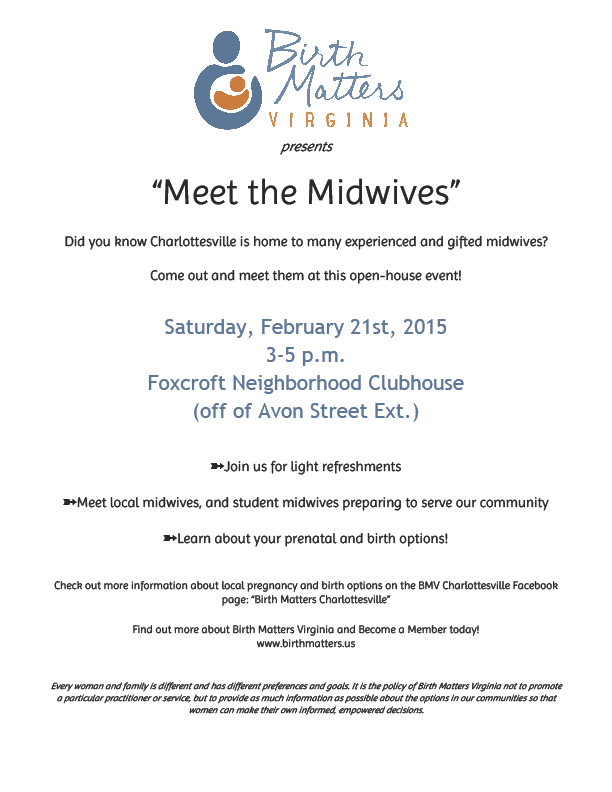 Birth
Matters
VIRGINIA
presents
“Meet the Midwives”
Did you know Charlottesville is home to many experienced and gifted midwives?
Come out and meet them at this open-house event!
Saturday, February 21st, 2015
3-5 p.m.
Foxcroft Neighborhood Clubhouse
(off of Avon Street Ext.)
➽Join us for light refreshments
➽Meet local midwives, and student midwives preparing to serve our community
➽Learn about your prenatal and birth options!
Check out more information about local pregnancy and birth options on the BMV Charlottesville Facebook
page: “Birth Matters Charlottesville”
Find out more about Birth Matters Virginia and Become a Member today!
www.birthmatters.us
Every woman and family is different and has different preferences and goals. It is the policy of Birth Matters Virginia not to promote
a particular practitioner or service, but to provide as much information as possible about the options in our communities so that
women can make their own informed, empowered decisions.